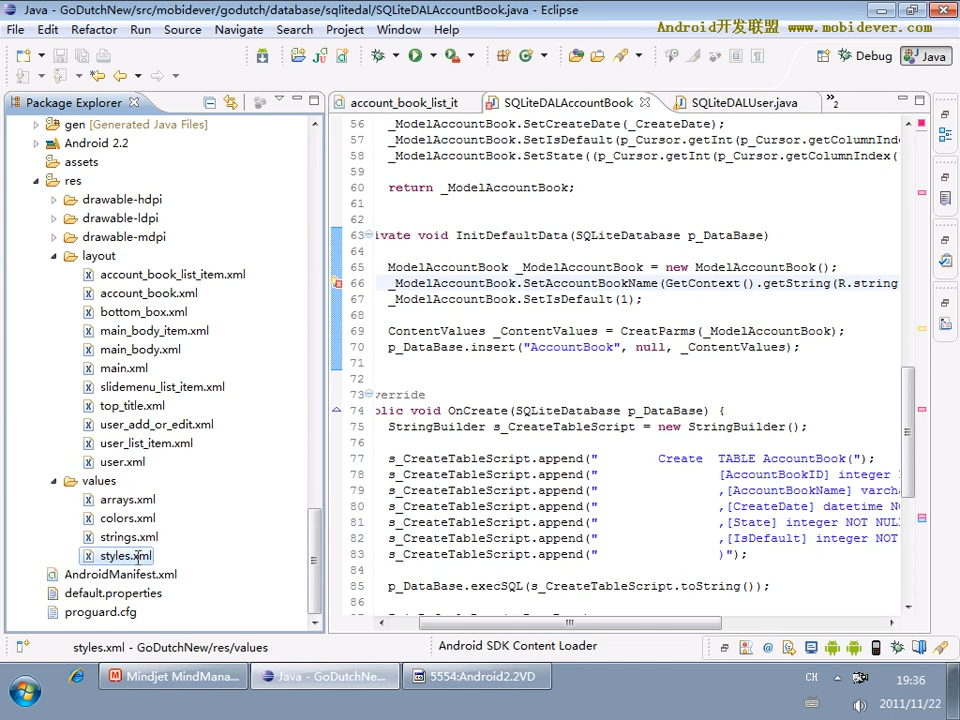 Java - GoDutchNew/src/mobidever/godutch/database/sqlitedal/SQLiteDALAccountBook.java - Eclipse
File Edit Refactor Run Source Navigate Search Project Window Help
Android开发联盟 www.mobidever.com
Debug
Java
Package Explorer
account_book_list_it
SQLiteDALAccountBook
SQLiteDALUser.java
»2
gen [Generated Java Files]
Android 2.2
assets
res
drawable-hdpi
drawable-ldpi
drawable-mdpi
layout
account_book_list_item.xml
account_book.xml
bottom_box.xml
main_body_item.xml
main_body.xml
main.xml
slidemenu_list_item.xml
top_title.xml
user_add_or_edit.xml
user_list_item.xml
user.xml
values
arrays.xml
colors.xml
strings.xml
styles.xml
AndroidManifest.xml
default.properties
proguard.cfg
56 _ModelAccountBook.SetCreateDate(_CreateDate);
57 _ModelAccountBook.SetIsDefault(p_Cursor.getInt(p_Cursor.getColumnInd
58 _ModelAccountBook.SetState((p_Cursor.getInt(p_Cursor.getColumnIndex(
59
60 return _ModelAccountBook;
61
62
63 ivate void InitDefaultData(SQLiteDatabase p_DataBase)
64
65 ModelAccountBook _ModelAccountBook = new ModelAccountBook();
66 _ModelAccountBook.SetAccountBookName(GetContext().getString(R.string
67 _ModelAccountBook.SetIsDefault(1);
68
69 ContentValues _ContentValues = CreatParms(_ModelAccountBook);
70 p_DataBase.insert("AccountBook", null, _ContentValues);
71
72
73 erride
74 blic void OnCreate(SQLiteDatabase p_DataBase) {
75 StringBuilder s_CreateTableScript = new StringBuilder();
76
77 s_CreateTableScript.append(" Create TABLE AccountBook(");
78 s_CreateTableScript.append(" [AccountBookID] integer
79 s_CreateTableScript.append(" ,[AccountBookName] varch
80 s_CreateTableScript.append(" ,[CreateDate] datetime NO
81 s_CreateTableScript.append(" ,[State] integer NOT NUL
82 s_CreateTableScript.append(" ,[IsDefault] integer NOT
83 s_CreateTableScript.append(" )");
84
85 p_DataBase.execSQL(s_CreateTableScript.toString());
86
styles.xml - GoDutchNew/res/values
Android SDK Content Loader
Mindjet MindMana...
Java - GoDutchNe...
5554:Android2.2VD
CH
19:36
2011/11/22